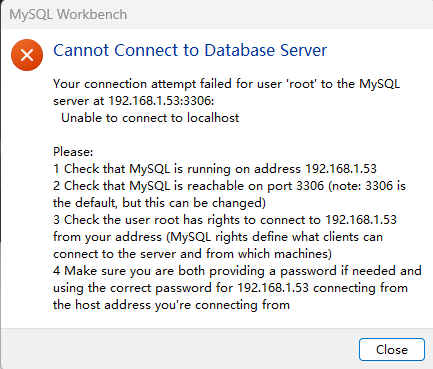 MySQL Workbench
Cannot Connect to Database Server
Your connection attempt failed for user 'root' to the MySQL
server at 192.168.1.53:3306:
Unable to connect to localhost
Please:
1 Check that MySQL is running on address 192.168.1.53
2 Check that MySQL is reachable on port 3306 (note: 3306 is
the default, but this can be changed)
3 Check the user root has rights to connect to 192.168.1.53
from your address (MySQL rights define what clients can
connect to the server and from which machines)
4 Make sure you are both providing a password if needed and
using the correct password for 192.168.1.53 connecting from
the host address you're connecting from
Close